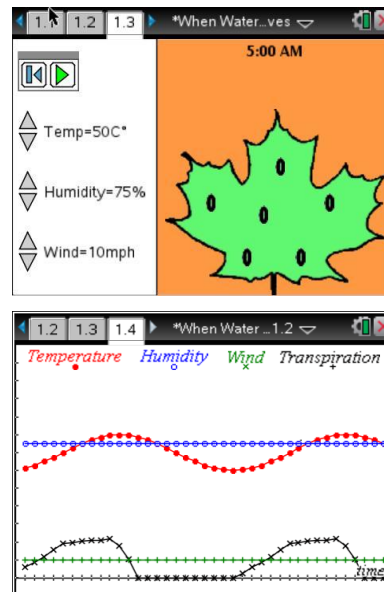 1.1 1.2 1.3 *When Water...ves
5:00 AM
Temp=50C°
Humidity=75%
Wind=10mph
1.2 1.3 1.4 *When Water ...1.2
Temperature Humidity Wind Transpiration
time